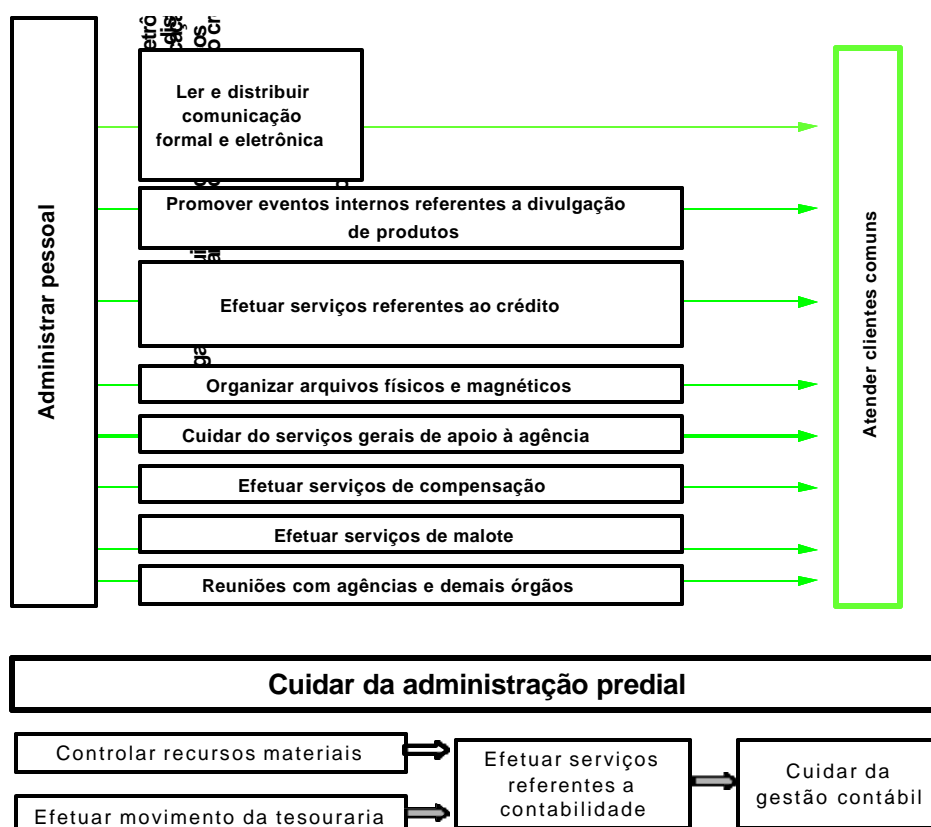 Administrar pessoal
Ler e distribuir
comunicação
formal e eletrônica
Promover eventos internos referentes a divulgação
de produtos
Efetuar serviços referentes ao crédito
Organizar arquivos físicos e magnéticos
Cuidar do serviços gerais de apoio à agência
Efetuar serviços de compensação
Efetuar serviços de malote
Reuniões com agências e demais órgãos
Atender clientes comuns
Cuidar da administração predial
Controlar recursos materiais
Efetuar movimento da tesouraria
Efetuar serviços
referentes a
contabilidade
Cuidar da
gestão contábil